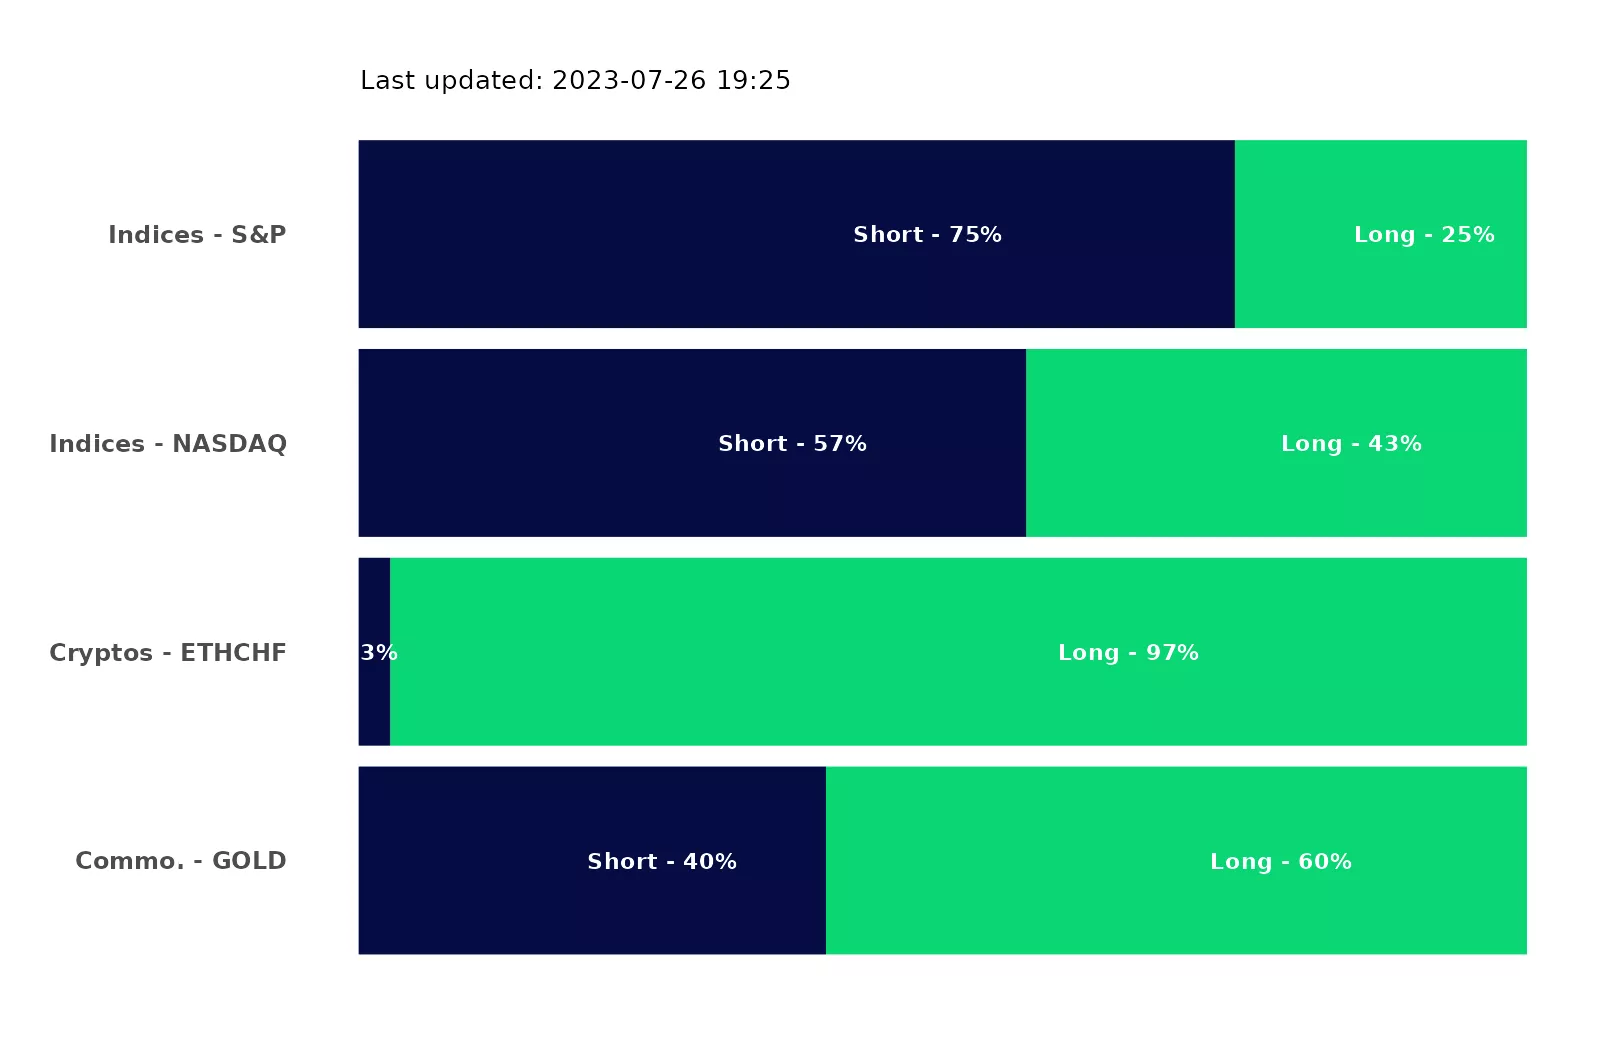 Last updated: 2023-07-26 19:25
Indices - S&P Short - 75% Long - 25%
Indices - NASDAQ Short - 57% Long - 43%
Cryptos - ETHCHF 3% Long - 97%
Commo. - GOLD Short - 40% Long - 60%